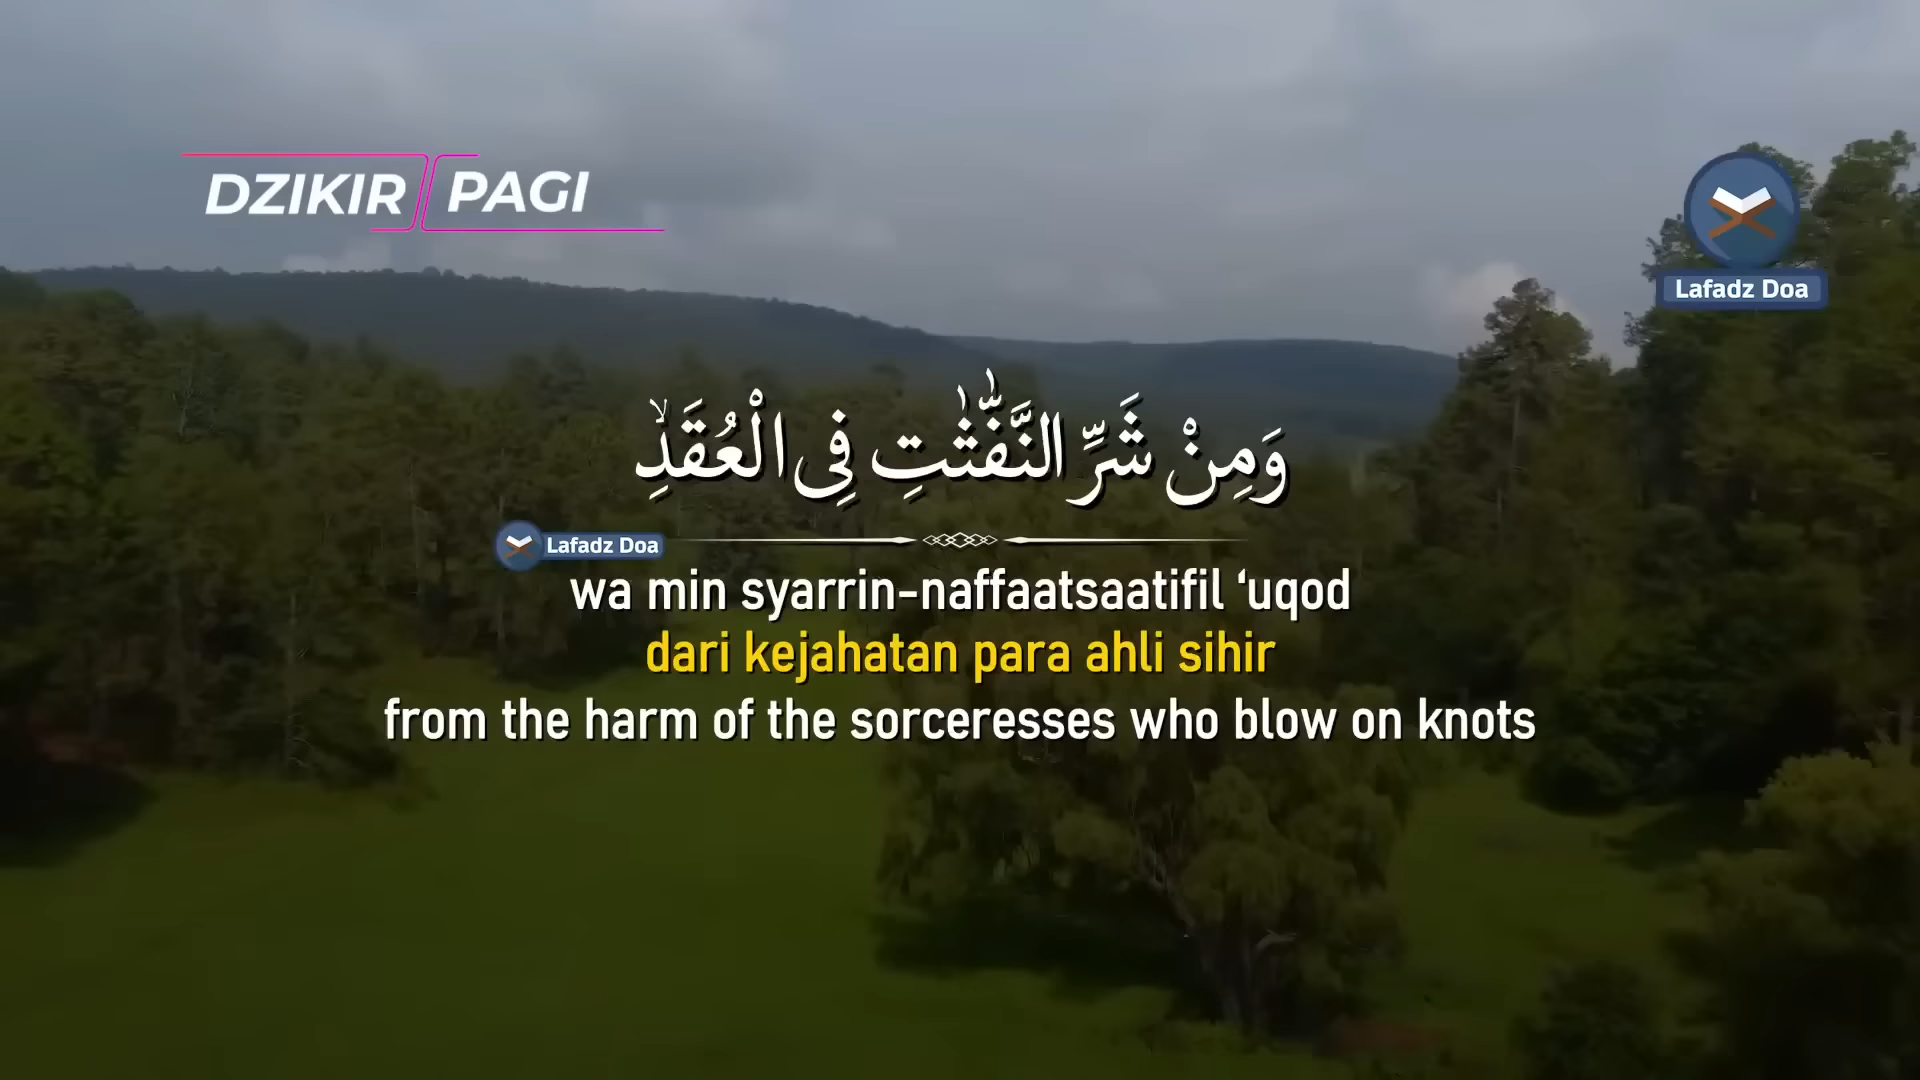 DZIKIR PAGI
Lafadz Doa
وَمِنْ شَرِّ النَّفّٰثٰتِ فِى الْعُقَدِۙ
Lafadz Doa
wa min syarrin-naffaatsaatifil ‘uqod
dari kejahatan para ahli sihir
from the harm of the sorceresses who blow on knots